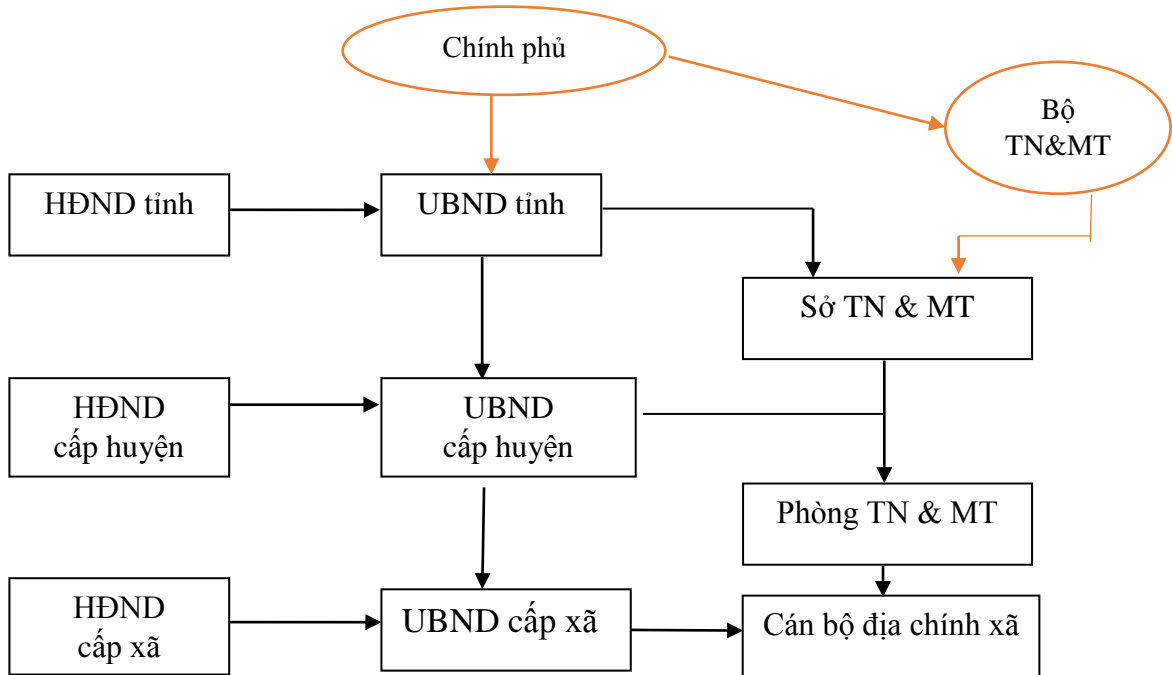 Chính phủ
Bộ
TN&MT
HĐND tỉnh
UBND tỉnh
Sở TN & MT
HĐND
cấp huyện
UBND
cấp huyện
Phòng TN & MT
HĐND
cấp xã
UBND cấp xã
Cán bộ địa chính xã